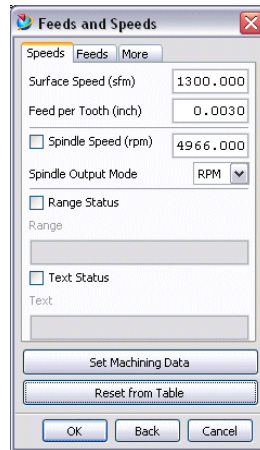 Feeds and Speeds
Speeds Feeds More
Surface Speed (sfm) 1300.000
Feed per Tooth (inch) 0.0030
Spindle Speed (rpm) 4966.000
Spindle Output Mode RPM
Range Status
Range
Text Status
Text
Set Machining Data
Reset from Table
OK Back Cancel